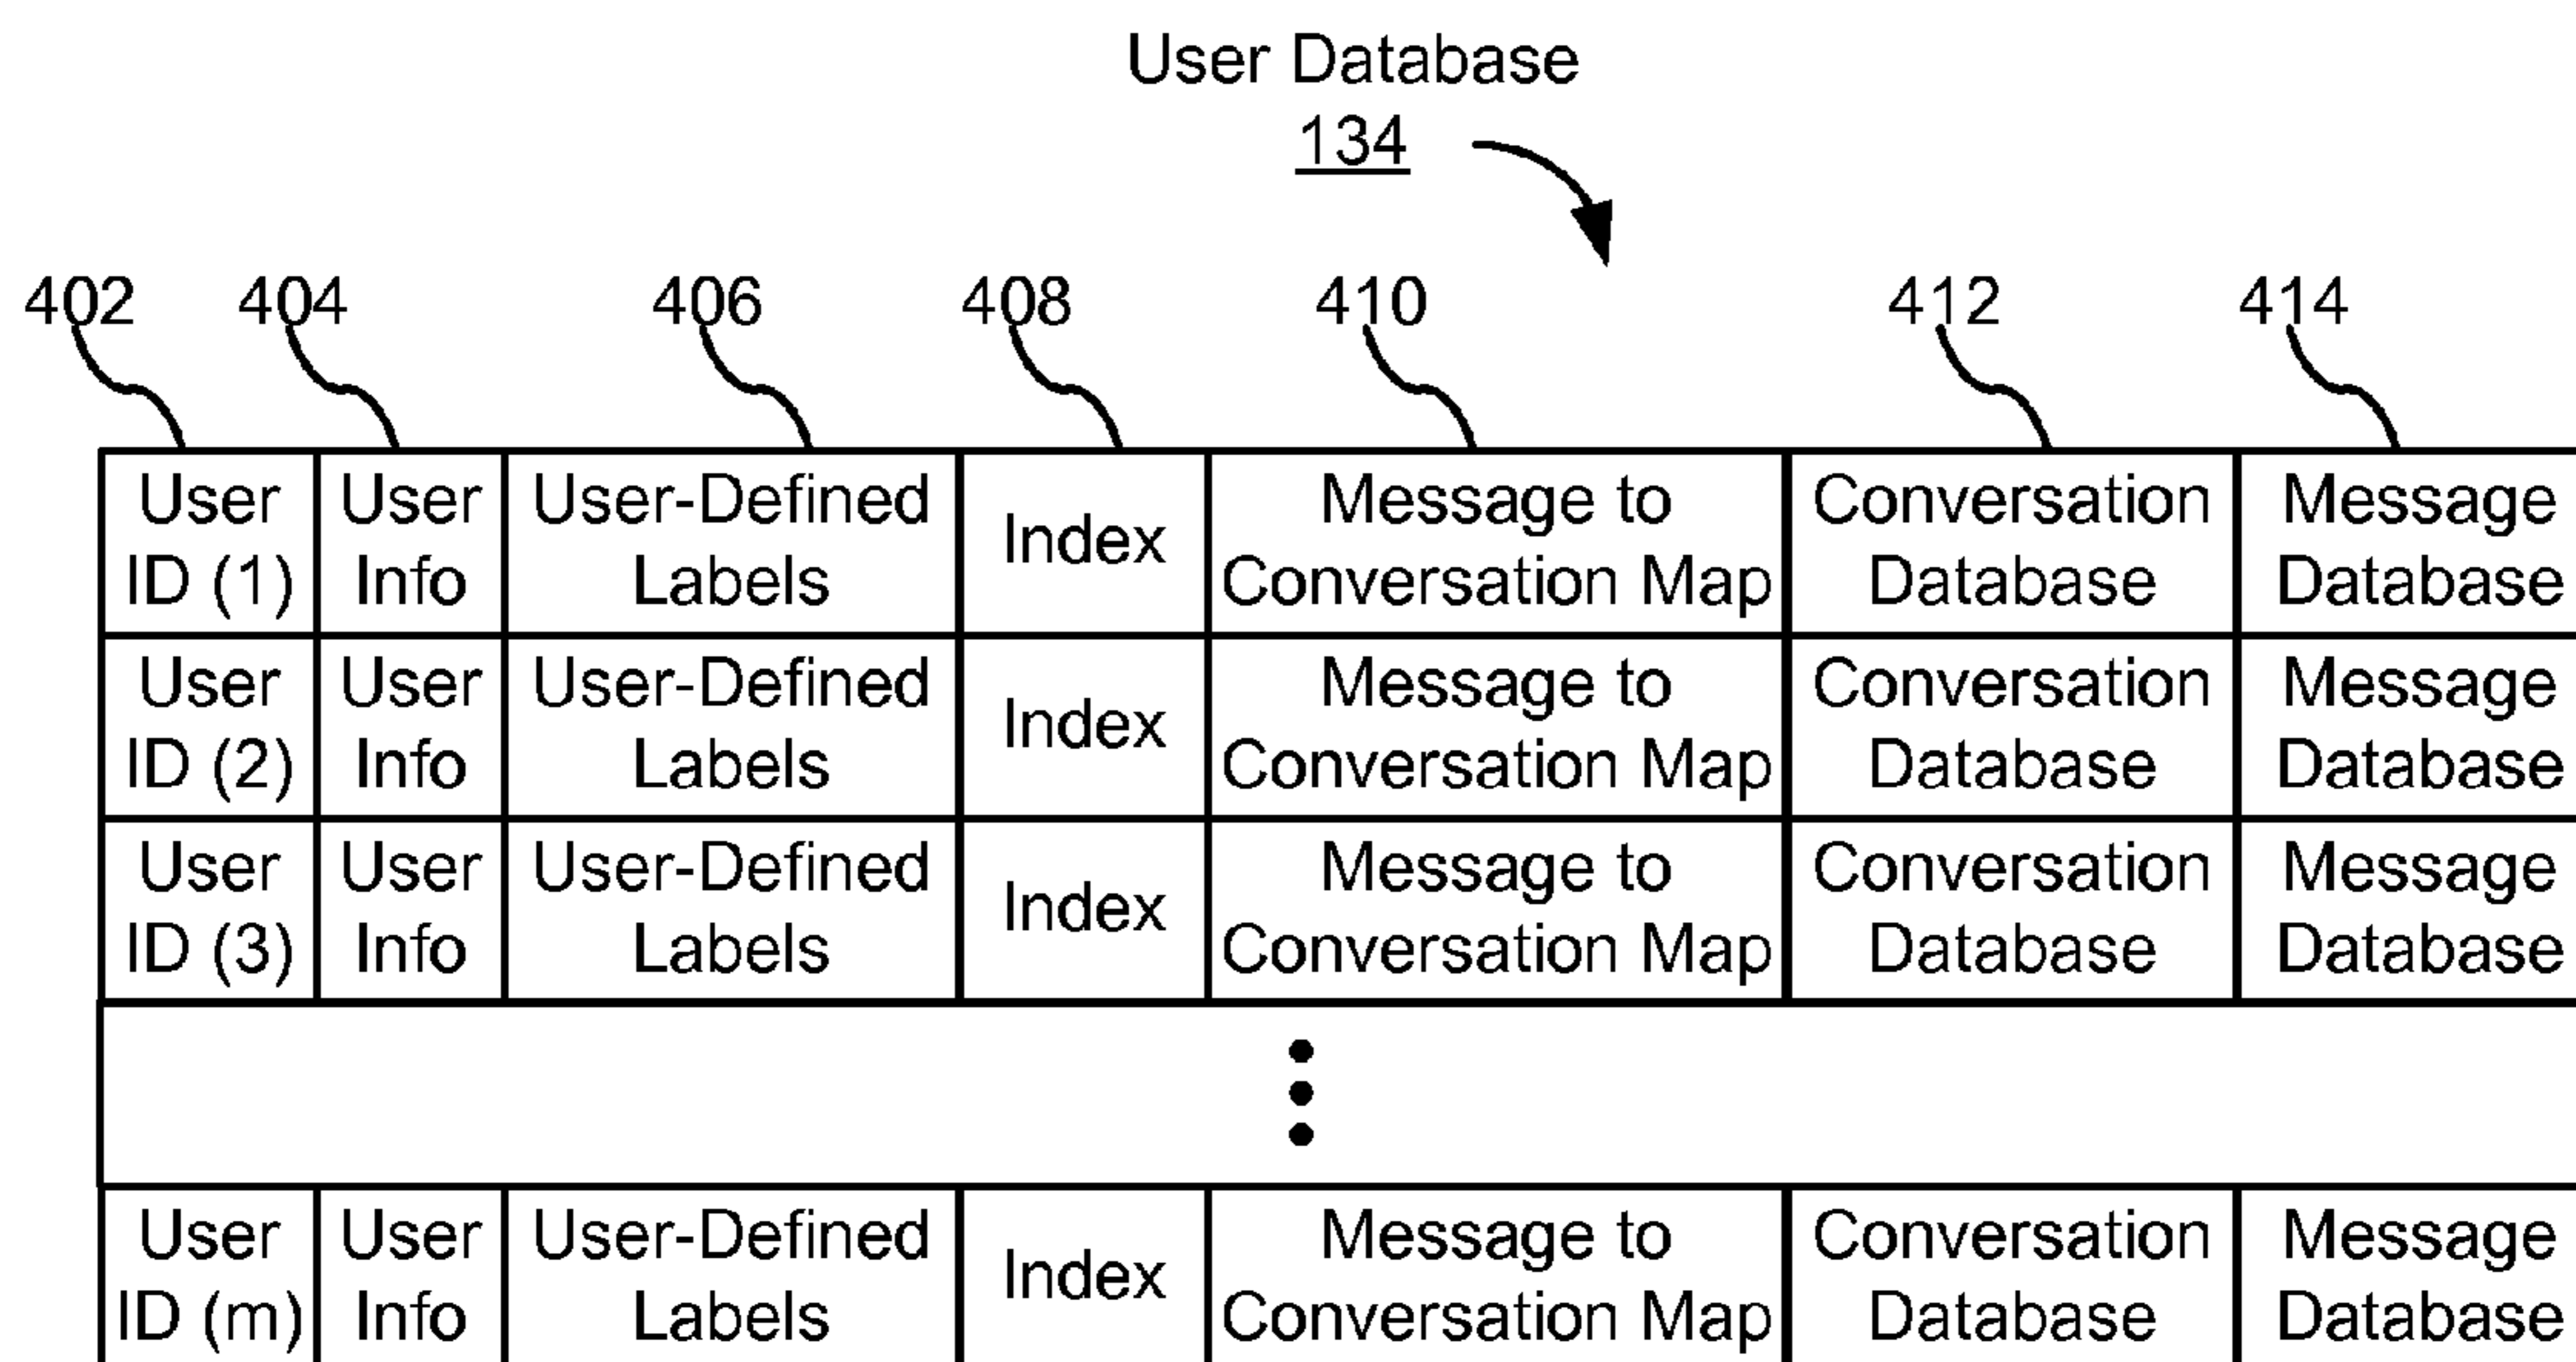 User Database
134
402 404 406 408 410 412 414
User User User-Defined Index Message to Conversation Message
ID (1) Info Labels Conversation Map Database Database
User User User-Defined Index Message to Conversation Message
ID (2) Info Labels Conversation Map Database Database
User User User-Defined Index Message to Conversation Message
ID (3) Info Labels Conversation Map Database Database
User User User-Defined Index Message to Conversation Message
ID (m) Info Labels Conversation Map Database Database